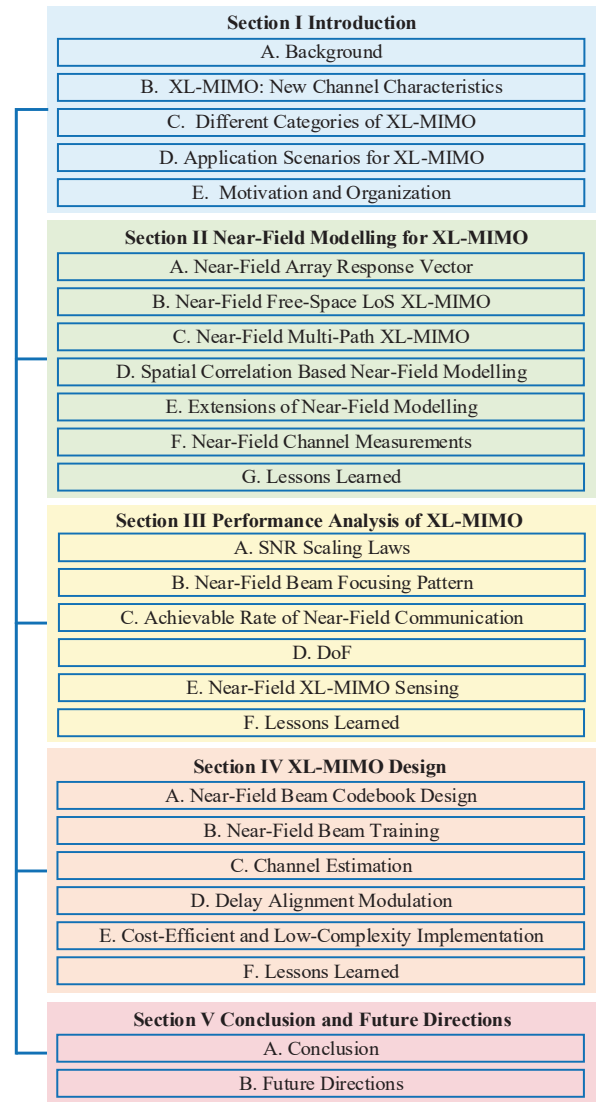 Section I Introduction
A. Background
B. XL-MIMO: New Channel Characteristics
C. Different Categories of XL-MIMO
D. Application Scenarios for XL-MIMO
E. Motivation and Organization
Section II Near-Field Modelling for XL-MIMO
A. Near-Field Array Response Vector
B. Near-Field Free-Space LoS XL-MIMO
C. Near-Field Multi-Path XL-MIMO
D. Spatial Correlation Based Near-Field Modelling
E. Extensions of Near-Field Modelling
F. Near-Field Channel Measurements
G. Lessons Learned
Section III Performance Analysis of XL-MIMO
A. SNR Scaling Laws
B. Near-Field Beam Focusing Pattern
C. Achievable Rate of Near-Field Communication
D. DoF
E. Near-Field XL-MIMO Sensing
F. Lessons Learned
Section IV XL-MIMO Design
A. Near-Field Beam Codebook Design
B. Near-Field Beam Training
C. Channel Estimation
D. Delay Alignment Modulation
E. Cost-Efficient and Low-Complexity Implementation
F. Lessons Learned
Section V Conclusion and Future Directions
A. Conclusion
B. Future Directions